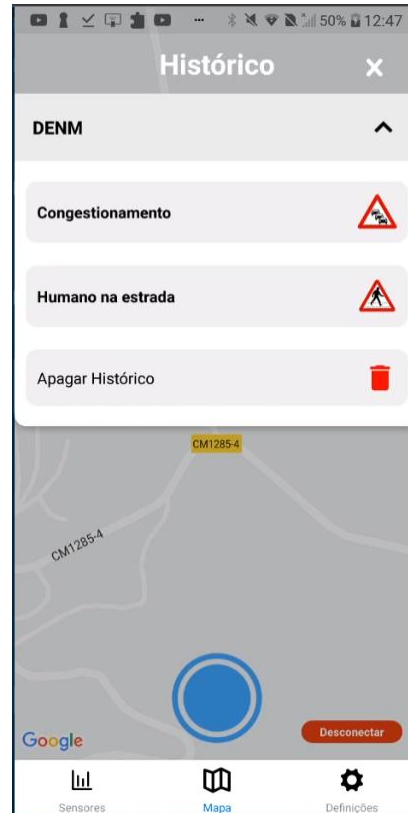 50% 12:47
Histórico
DENM
Congestionamento
Humano na estrada
Apagar Histórico
CM1285-4
CM1285-4
Google
Desconectar
Sensores
Mapa
Definições